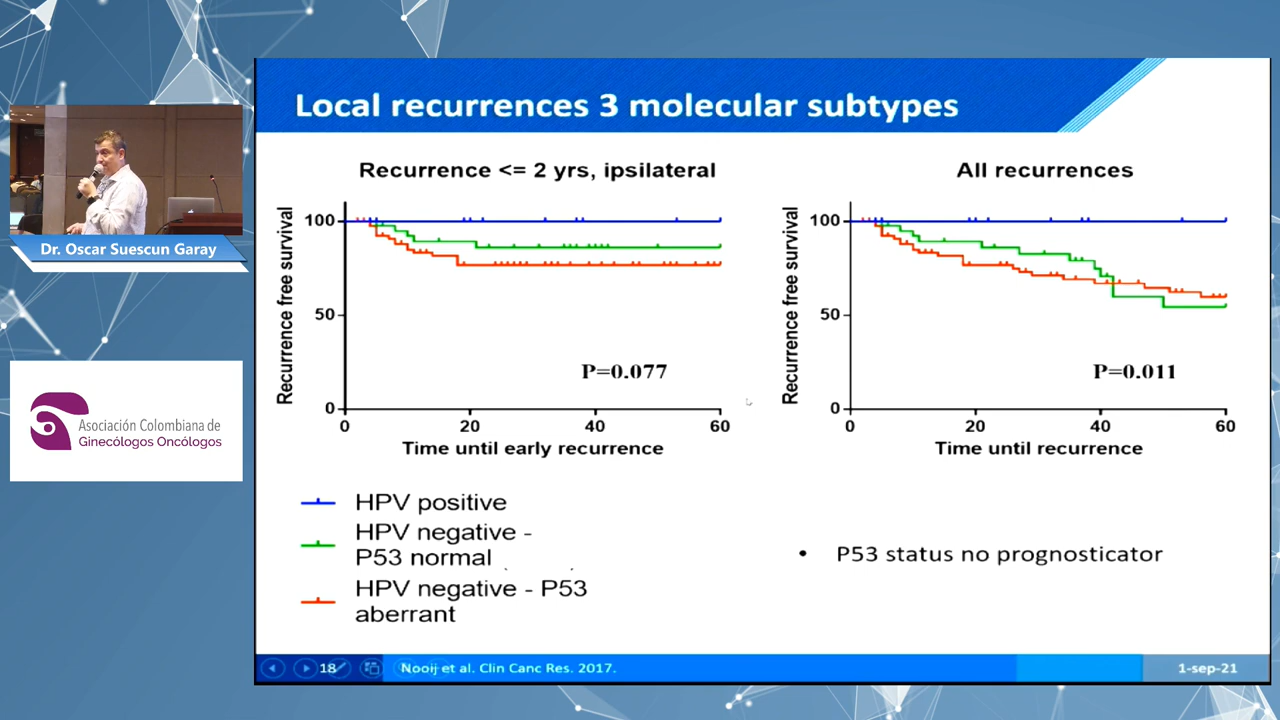 Local recurrences 3 molecular subtypes
Dr. Oscar Suescun Garay
Asociación Colombiana de
Ginecólogos Oncólogos
Recurrence <= 2 yrs, ipsilateral
Recurrence free survival
100
50
0
0 20 40 60
P=0.077
Time until early recurrence
All recurrences
Recurrence free survival
100
50
0
0 20 40 60
P=0.011
Time until recurrence
HPV positive
HPV negative -
P53 normal
HPV negative - P53
aberrant
• P53 status no prognosticator
18
Nooij et al. Clin Canc Res. 2017.
1-sep-21